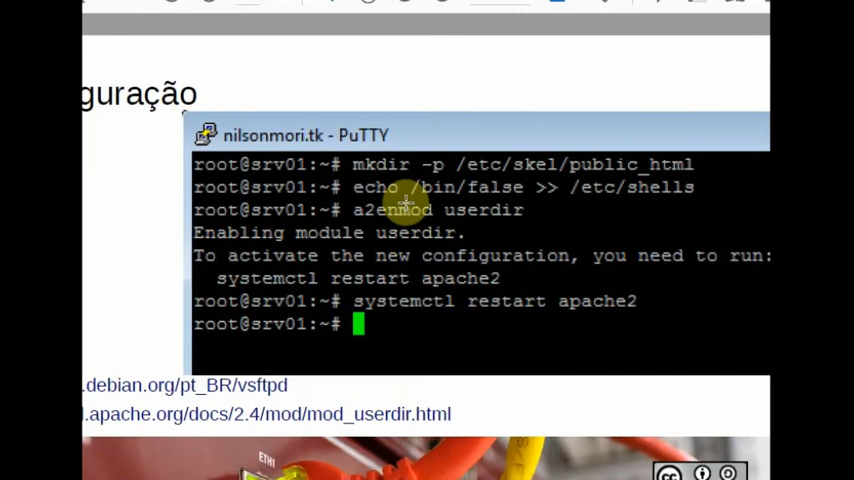 guração
nilsonmori.tk - PuTTY
root@srv01:~# mkdir -p /etc/skel/public_html
root@srv01:~# echo /bin/false >> /etc/shells
root@srv01:~# a2enmod userdir
Enabling module userdir.
To activate the new configuration, you need to run:
systemctl restart apache2
root@srv01:~# systemctl restart apache2
root@srv01:~#
.debian.org/pt_BR/vsftpd
l.apache.org/docs/2.4/mod/mod_userdir.html
ETH1
cc